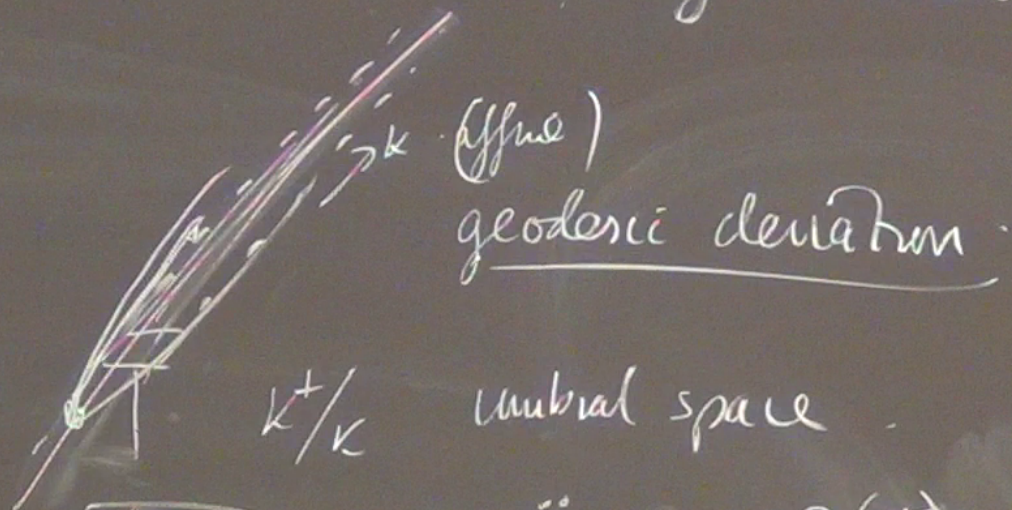 k (affine)
geodesic deviation.
k⊥/k umbral space.